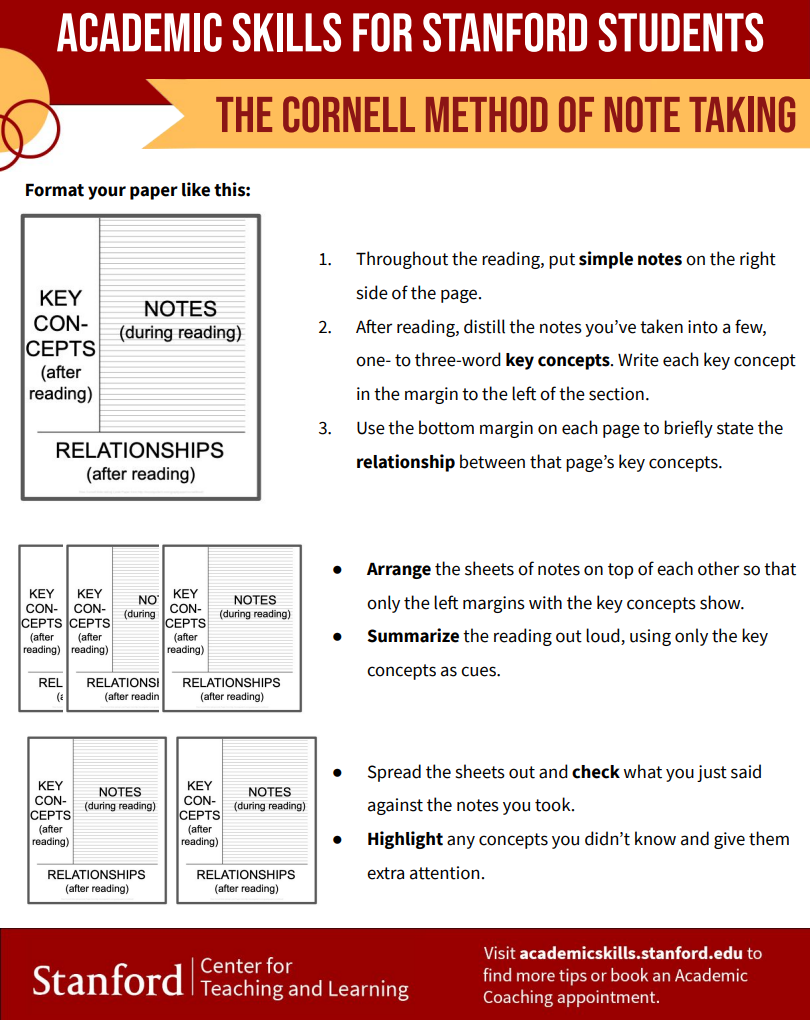 ACADEMIC SKILLS FOR STANFORD STUDENTS
THE CORNELL METHOD OF NOTE TAKING
Format your paper like this:
KEY
CON-
CEPTS
(after
reading)
NOTES
(during reading)
RELATIONSHIPS
(after reading)
1. Throughout the reading, put simple notes on the right
side of the page.
2. After reading, distill the notes you’ve taken into a few,
one- to three-word key concepts. Write each key concept
in the margin to the left of the section.
3. Use the bottom margin on each page to briefly state the
relationship between that page’s key concepts.
KEY
CON-
CEPTS
(after
reading)
REL
(a
KEY
CON-
CEPTS
(after
reading)
NO
(during
RELATIONSH
(after readin
KEY
CON-
CEPTS
(after
reading)
NOTES
(during reading)
RELATIONSHIPS
(after reading)
● Arrange the sheets of notes on top of each other so that
only the left margins with the key concepts show.
● Summarize the reading out loud, using only the key
concepts as cues.
KEY
CON-
CEPTS
(after
reading)
NOTES
(during reading)
RELATIONSHIPS
(after reading)
KEY
CON-
CEPTS
(after
reading)
NOTES
(during reading)
RELATIONSHIPS
(after reading)
● Spread the sheets out and check what you just said
against the notes you took.
● Highlight any concepts you didn’t know and give them
extra attention.
Stanford
Center for
Teaching and Learning
Visit academicskills.stanford.edu to
find more tips or book an Academic
Coaching appointment.